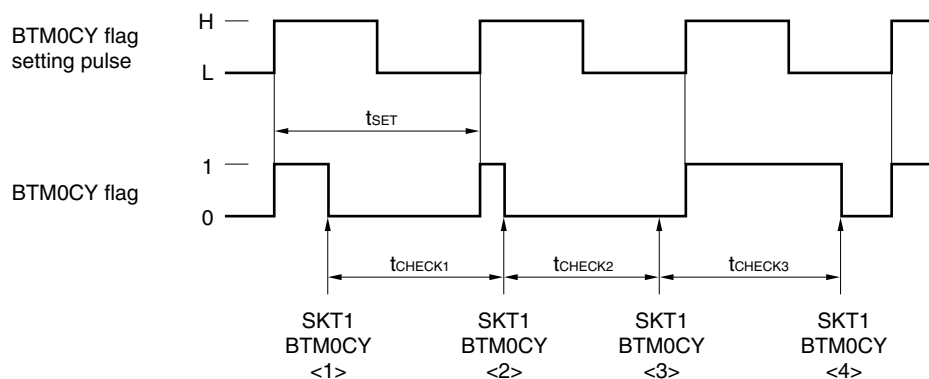 BTM0CY flag
setting pulse
H
L
tSET
BTM0CY flag
1
0
tCHECK1
tCHECK2
tCHECK3
SKT1
BTM0CY
<1>
SKT1
BTM0CY
<2>
SKT1
BTM0CY
<3>
SKT1
BTM0CY
<4>